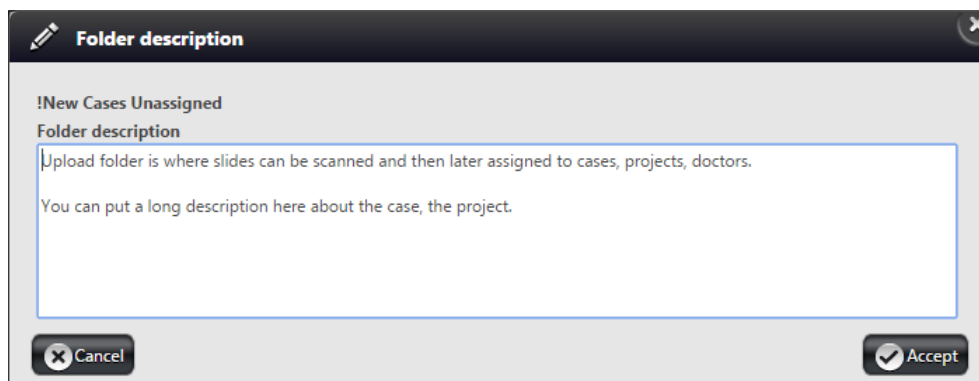 Folder description
!New Cases Unassigned
Folder description
Upload folder is where slides can be scanned and then later assigned to cases, projects, doctors.
You can put a long description here about the case, the project.
Cancel
Accept